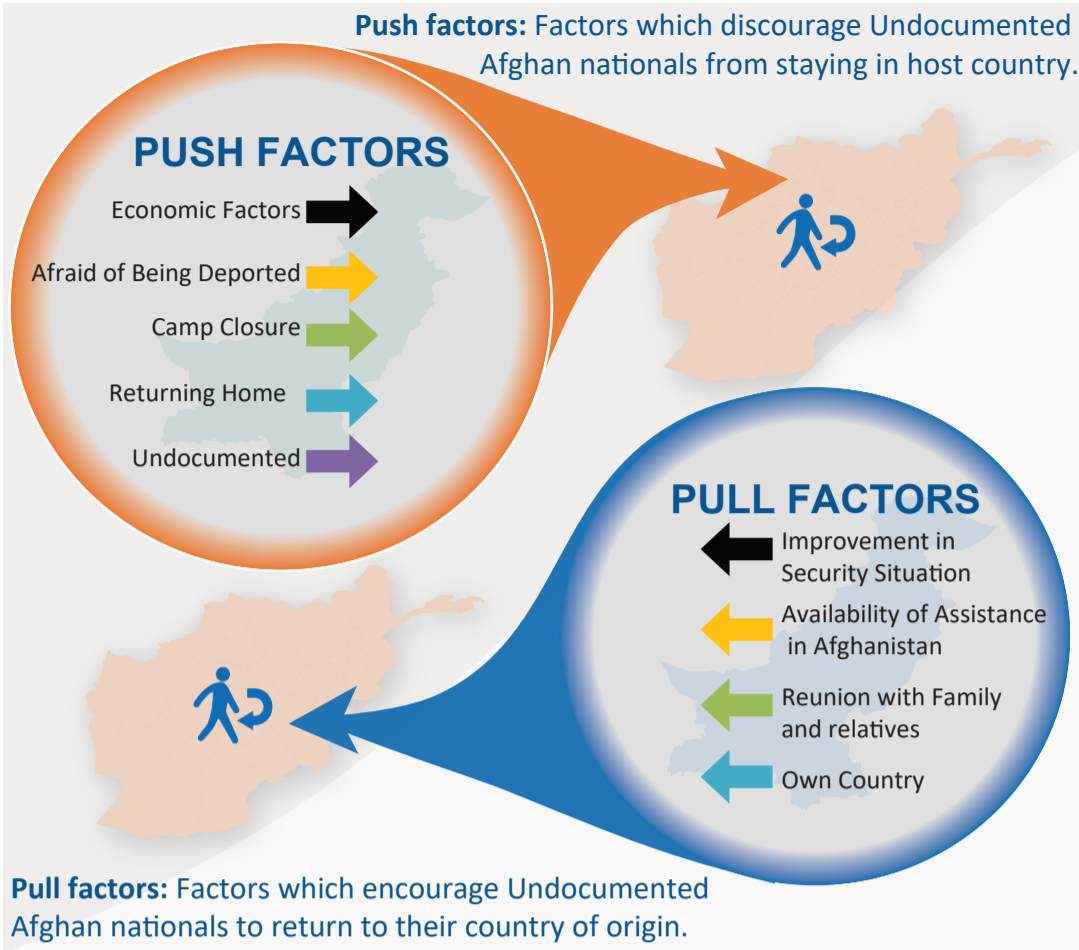 Push factors: Factors which discourage Undocumented
Afghan nationals from staying in host country.
PUSH FACTORS
Economic Factors
Afraid of Being Deported
Camp Closure
Returning Home
Undocumented
PULL FACTORS
Improvement in
Security Situation
Availability of Assistance
in Afghanistan
Reunion with Family
and relatives
Own Country
Pull factors: Factors which encourage Undocumented
Afghan nationals to return to their country of origin.